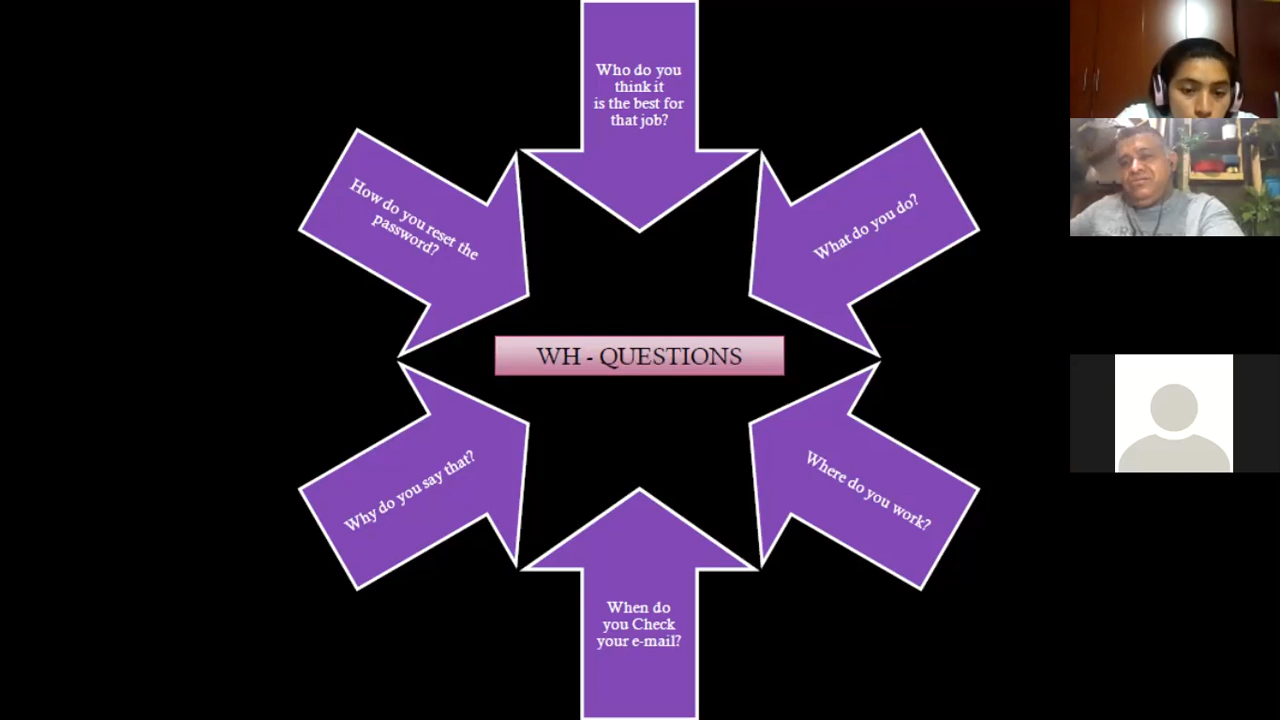 Who do you
think it
is the best for
that job?
What do you do?
Where do you work?
When do
you Check
your e-mail?
Why do you say that?
How do you reset the
password?
WH - QUESTIONS